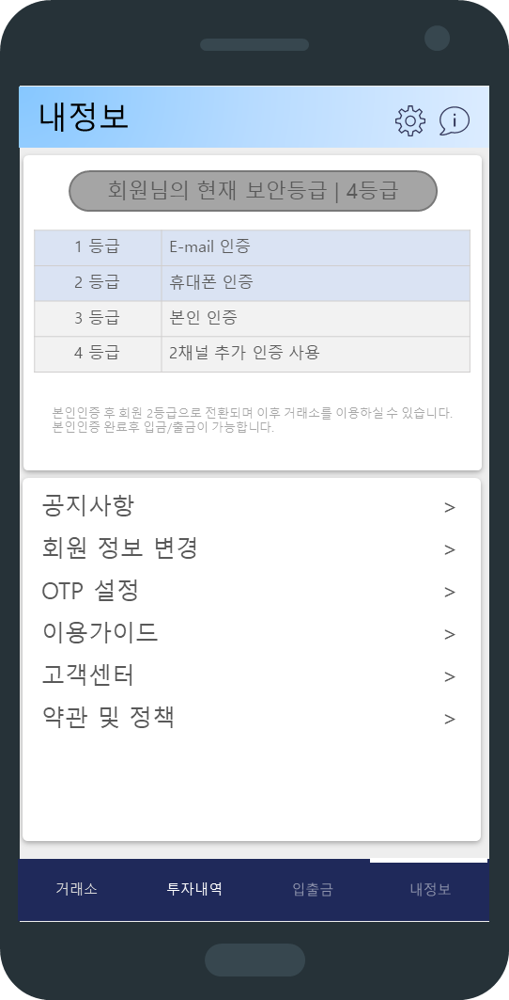 내정보
회원님의 현재 보안등급 | 4등급
1 등급 E-mail 인증
2 등급 휴대폰 인증
3 등급 본인 인증
4 등급 2채널 추가 인증 사용
본인인증 후 회원 2등급으로 전환되며 이후 거래소를 이용하실 수 있습니다.
본인인증 완료후 입금/출금이 가능합니다.
공지사항 >
회원 정보 변경 >
OTP 설정 >
이용가이드 >
고객센터 >
약관 및 정책 >
거래소 투자내역 입출금 내정보